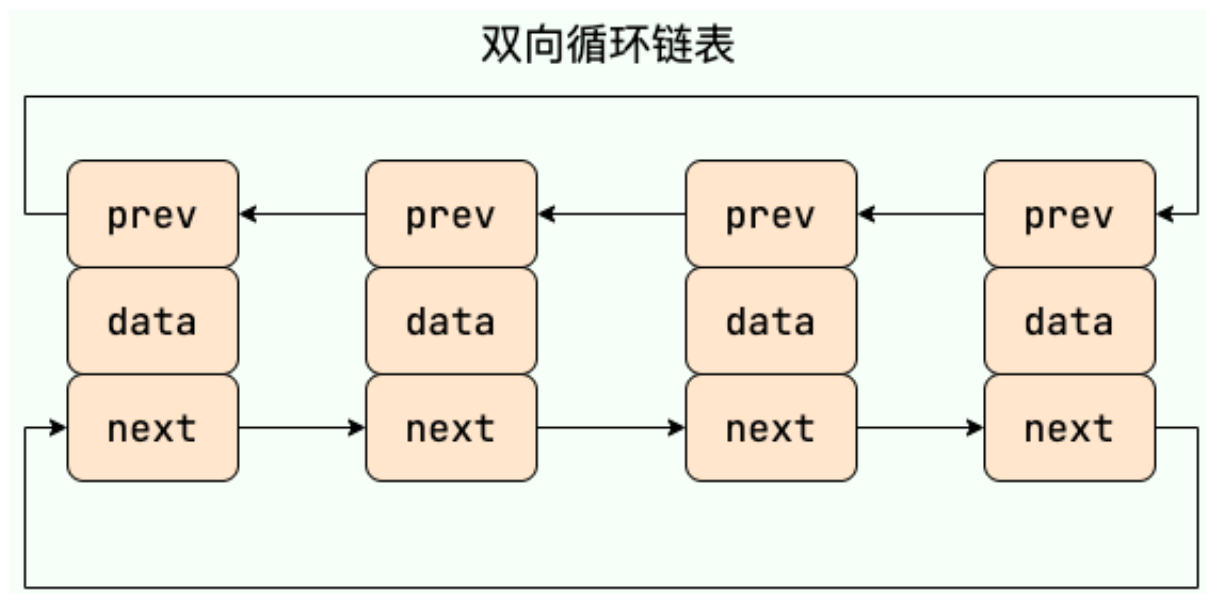 双向循环链表
prev prev prev prev
data data data data
next next next next